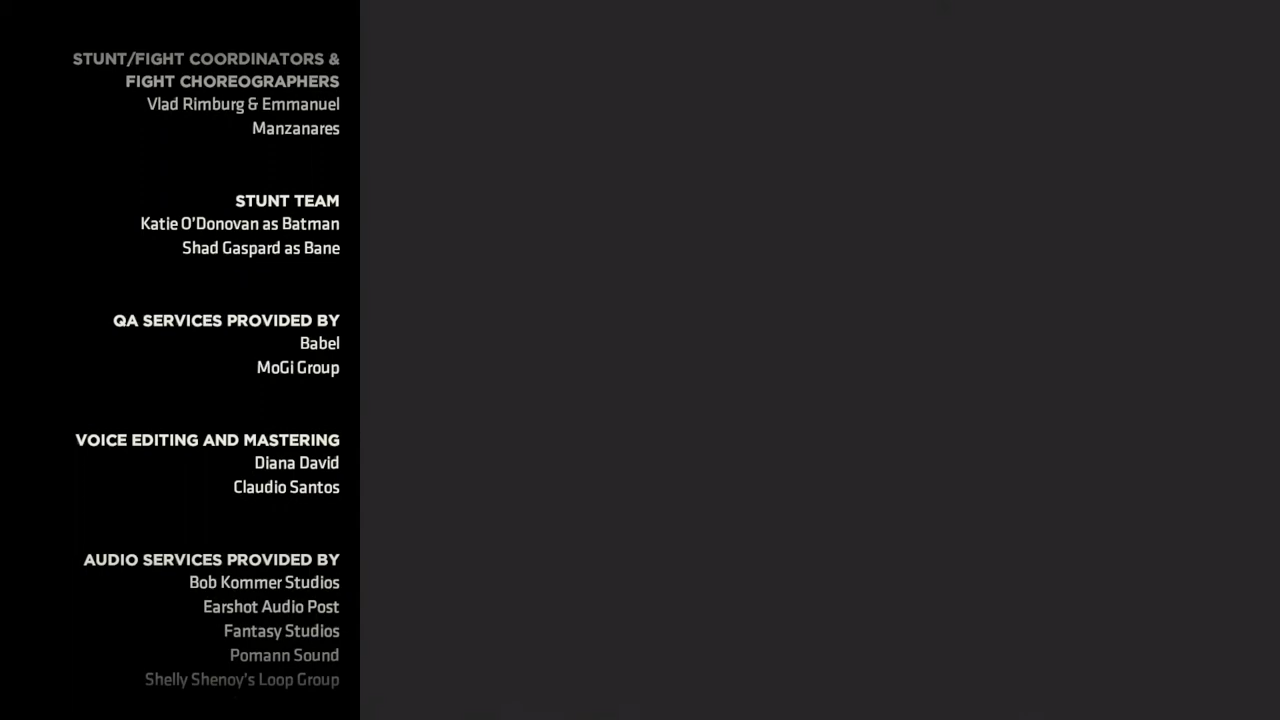 STUNT/FIGHT COORDINATORS &
FIGHT CHOREOGRAPHERS
Vlad Rimburg & Emmanuel
Manzanares
STUNT TEAM
Katie O'Donovan as Batman
Shad Gaspard as Bane
QA SERVICES PROVIDED BY
Babel
MoGi Group
VOICE EDITING AND MASTERING
Diana David
Claudio Santos
AUDIO SERVICES PROVIDED BY
Bob Kommer Studios
Earshot Audio Post
Fantasy Studios
Pomann Sound
Shelly Shenoy's Loop Group